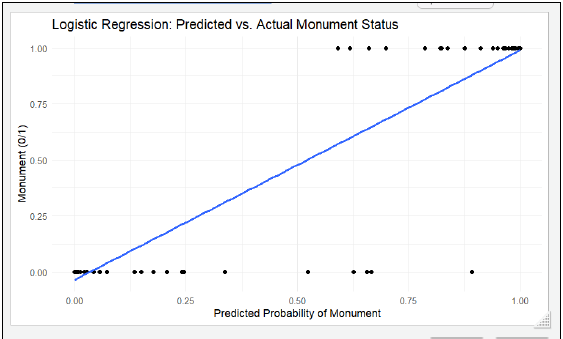 Logistic Regression: Predicted vs. Actual Monument Status
1.00
0.75
0.50
0.25
0.00
Monument (0/1)
0.00 0.25 0.50 0.75 1.00
Predicted Probability of Monument